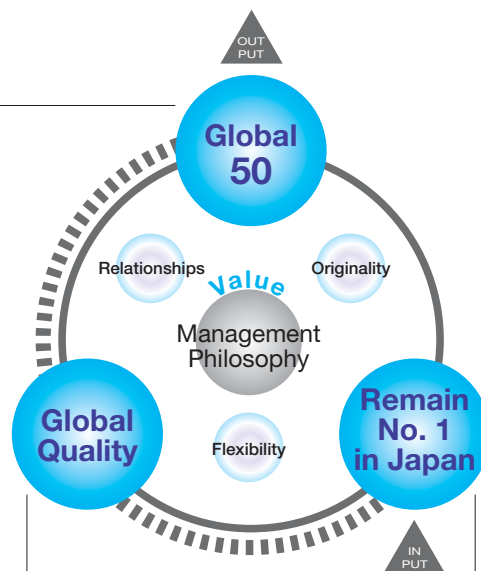 OUT
PUT
Global
50
Relationships
Originality
Value
Management
Philosophy
Global
Quality
Flexibility
Remain
No. 1
in Japan
IN
PUT